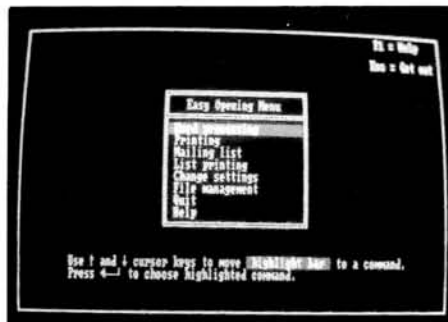 F1 = Help
Esc = Get out
Easy Opening Menu
Word processing
Printing
Mailing list
List printing
Change settings
File management
Quit
Help
Use ↑ and ↓ cursor keys to move highlight bar to a command.
Press ↵ to choose highlighted command.